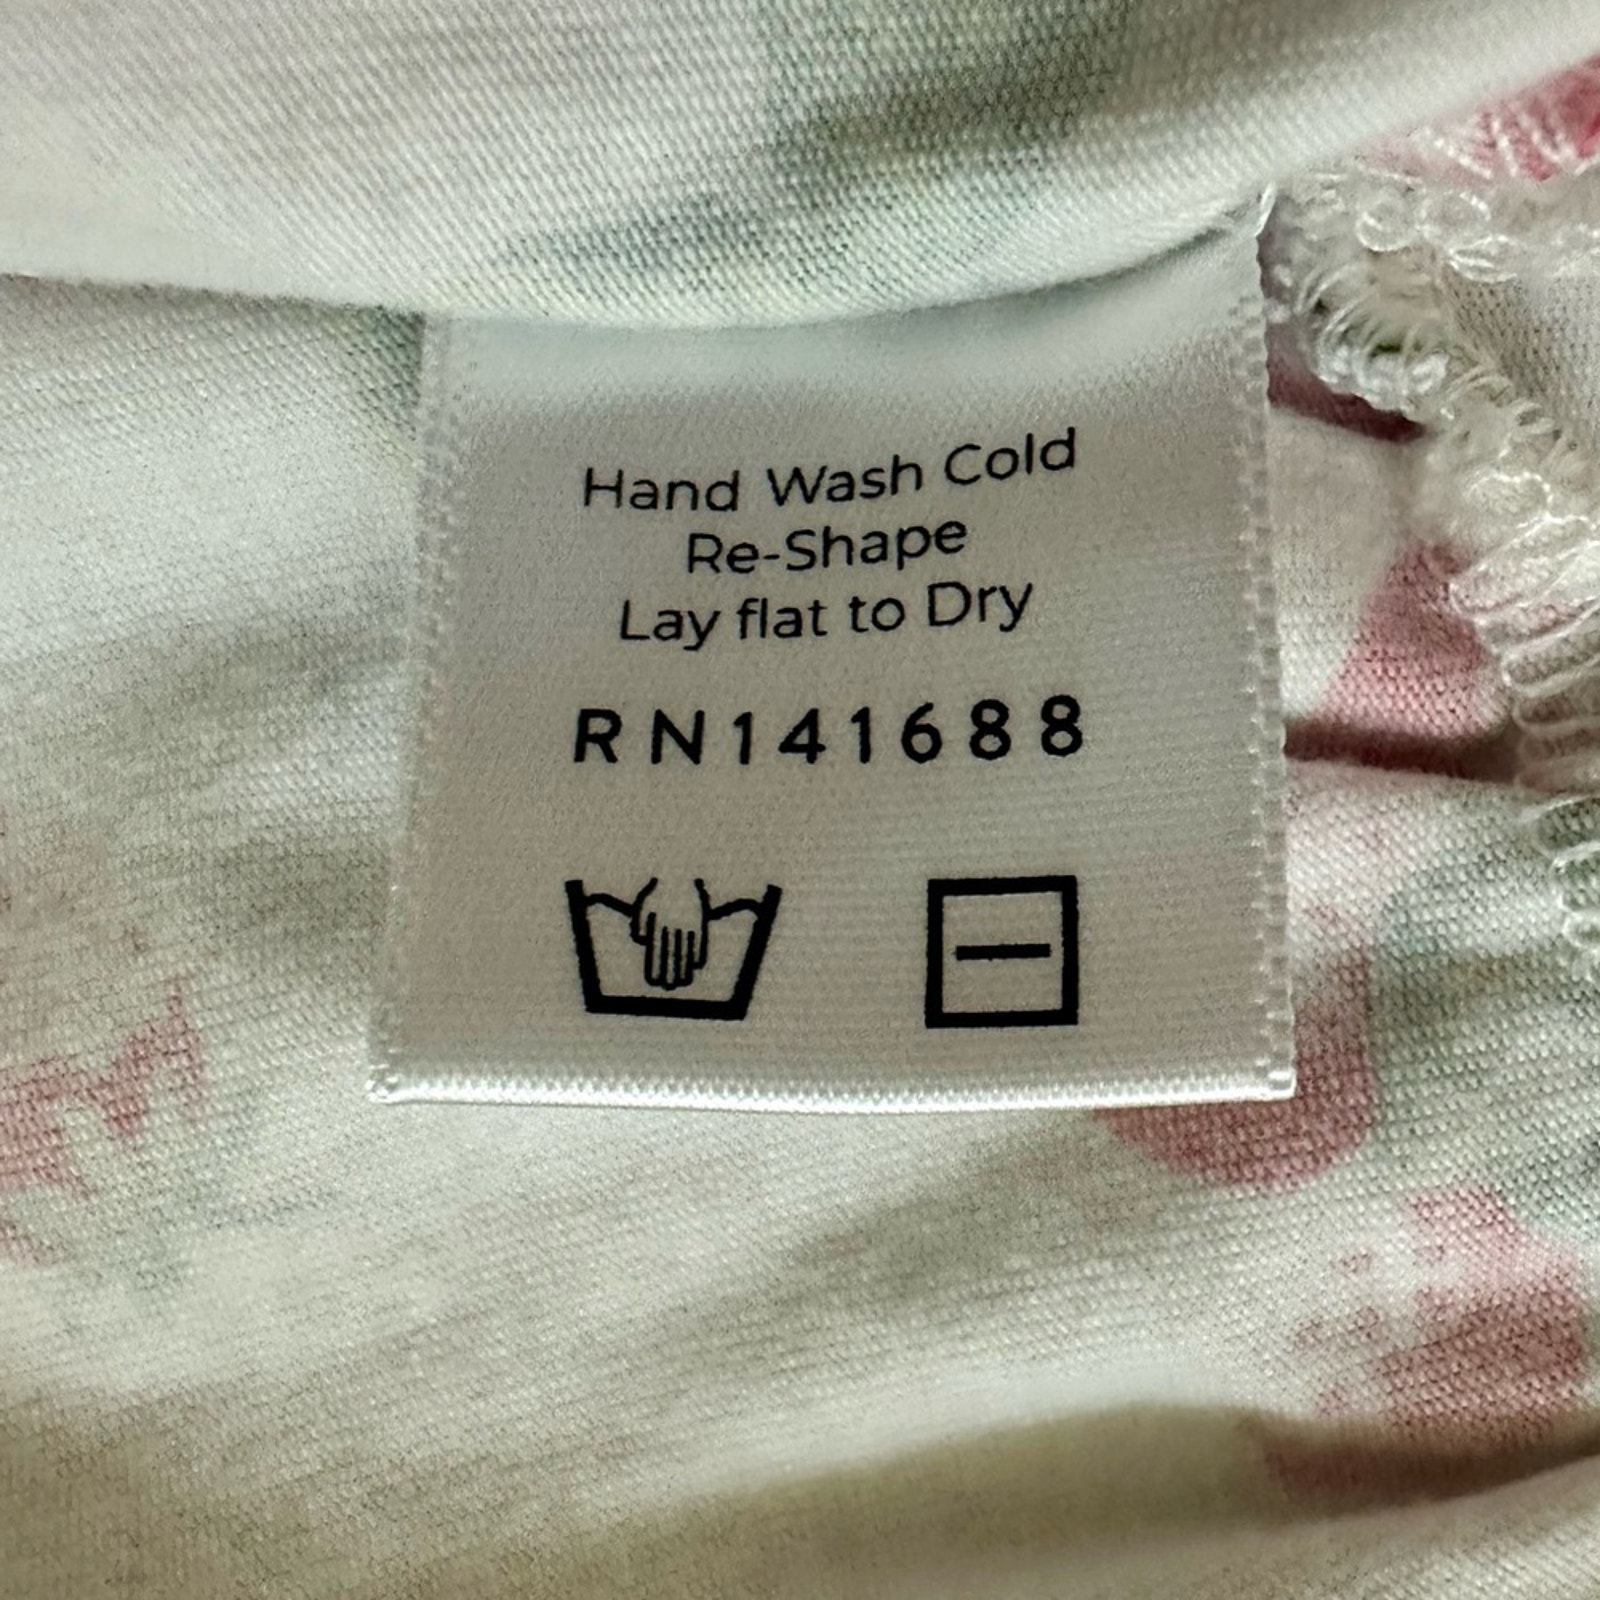 Hand Wash Cold
Re-Shape
Lay flat to Dry
RN141688